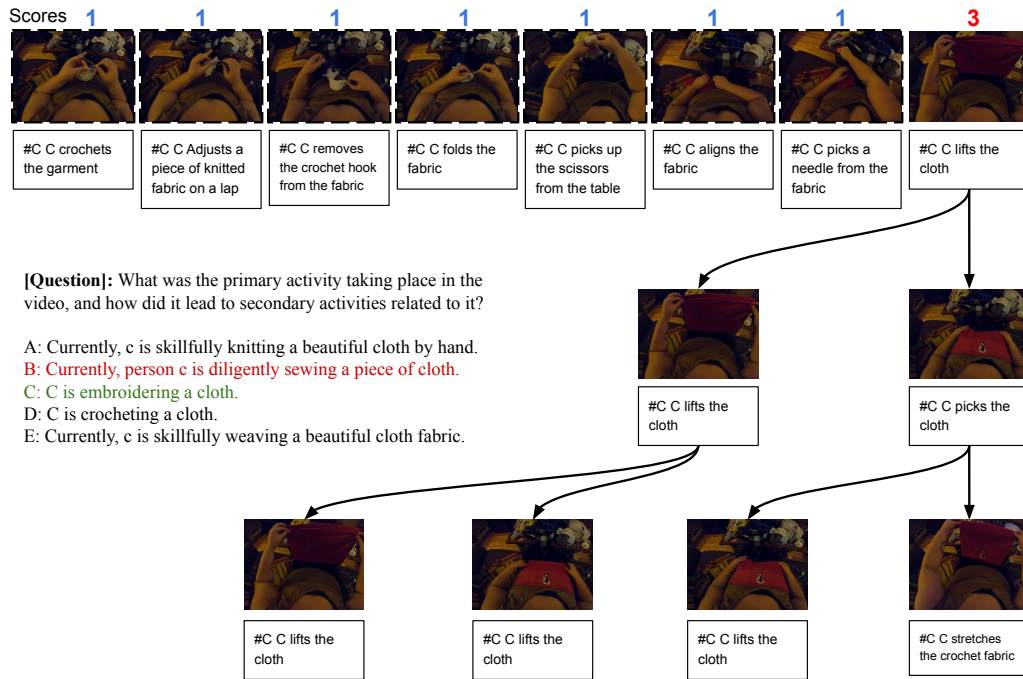 Scores 1 1 1 1 1 1 1 3
#C C crochets
the garment
#C C Adjusts a
piece of knitted
fabric on a lap
#C C removes
the crochet hook
from the fabric
#C C folds the
fabric
#C C picks up
the scissors
from the table
#C C aligns the
fabric
#C C picks a
needle from the
fabric
#C C lifts the
cloth
[Question]: What was the primary activity taking place in the
video, and how did it lead to secondary activities related to it?
A: Currently, c is skillfully knitting a beautiful cloth by hand.
B: Currently, person c is diligently sewing a piece of cloth.
C: C is embroidering a cloth.
D: C is crocheting a cloth.
E: Currently, c is skillfully weaving a beautiful cloth fabric.
#C C lifts the
cloth
#C C picks the
cloth
#C C lifts the
cloth
#C C lifts the
cloth
#C C lifts the
cloth
#C C stretches
the crochet fabric